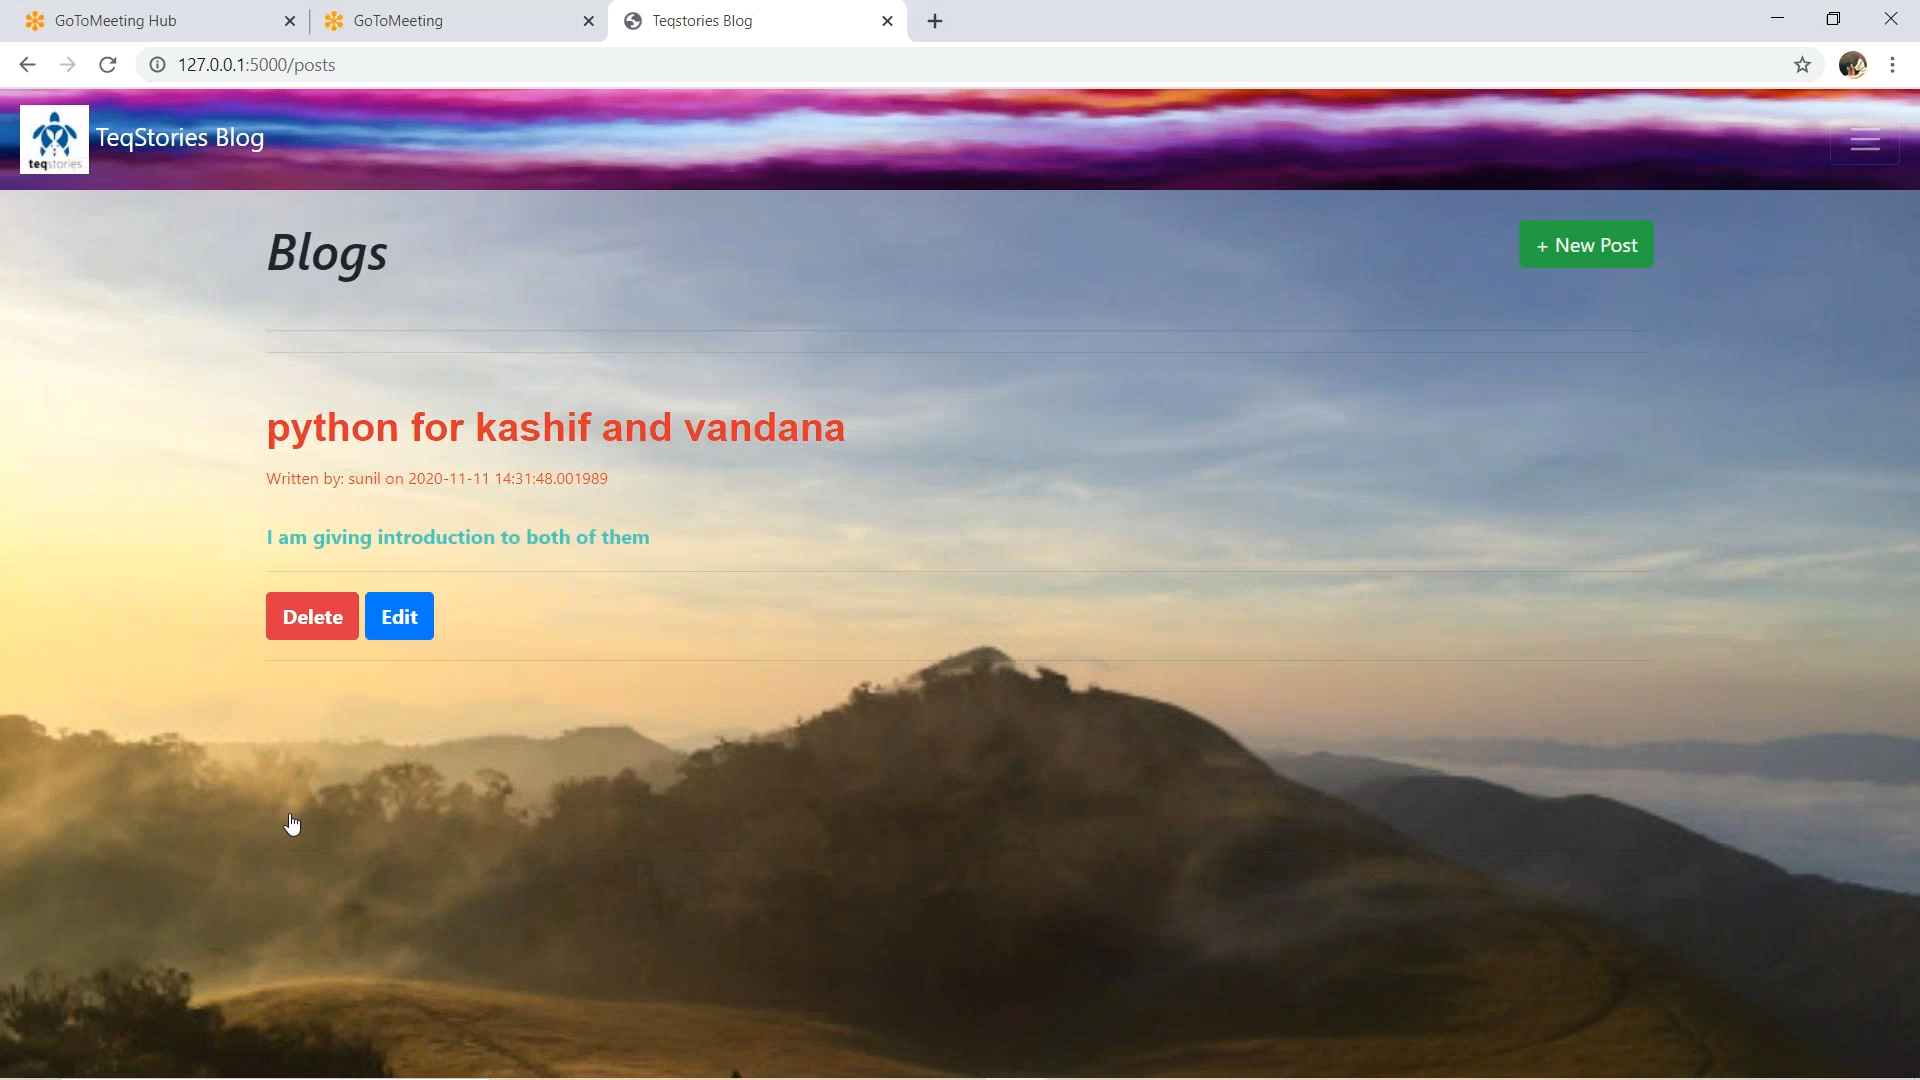 GoToMeeting Hub
GoToMeeting
Teqstories Blog
127.0.0.1:5000/posts
teqstories
TeqStories Blog
Blogs
+ New Post
python for kashif and vandana
Written by: sunil on 2020-11-11 14:31:48.001989
I am giving introduction to both of them
Delete
Edit